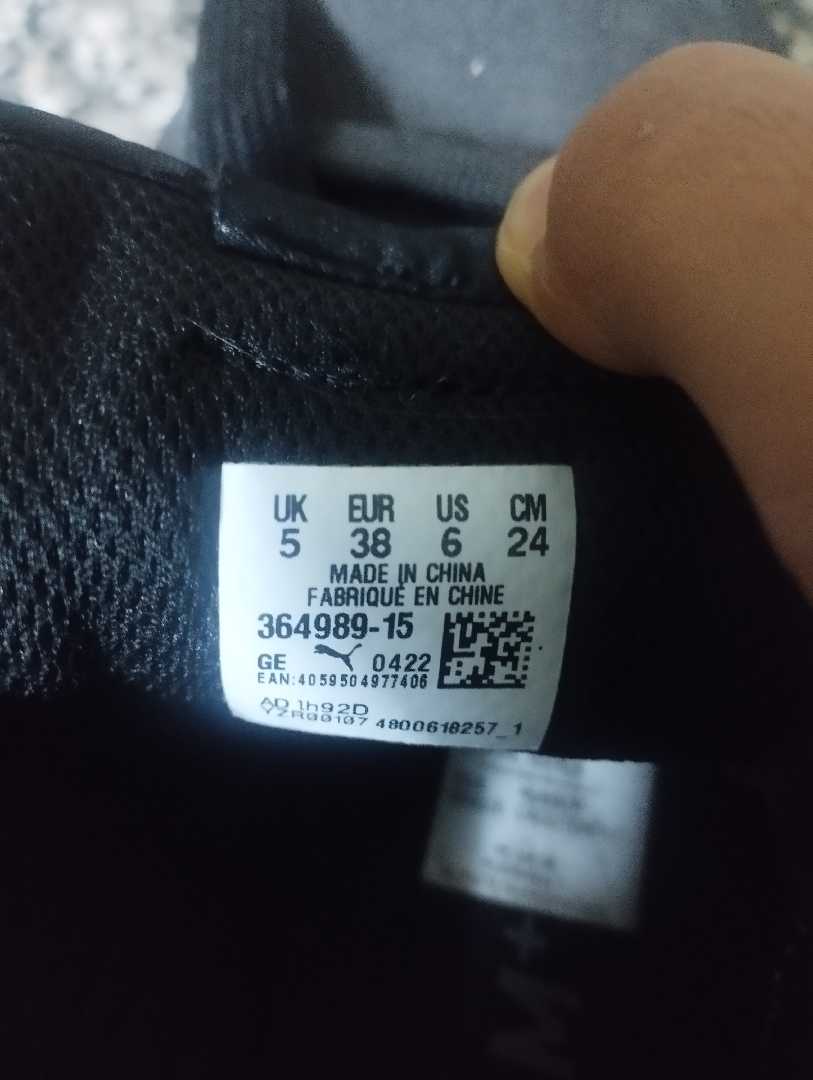 UK EUR US CM
5 38 6 24
MADE IN CHINA
FABRIQUÉ EN CHINE
364989-15
GE 0422
EAN:4059504977406
AD 1h92D
YZR00107 4800618257_1
M+